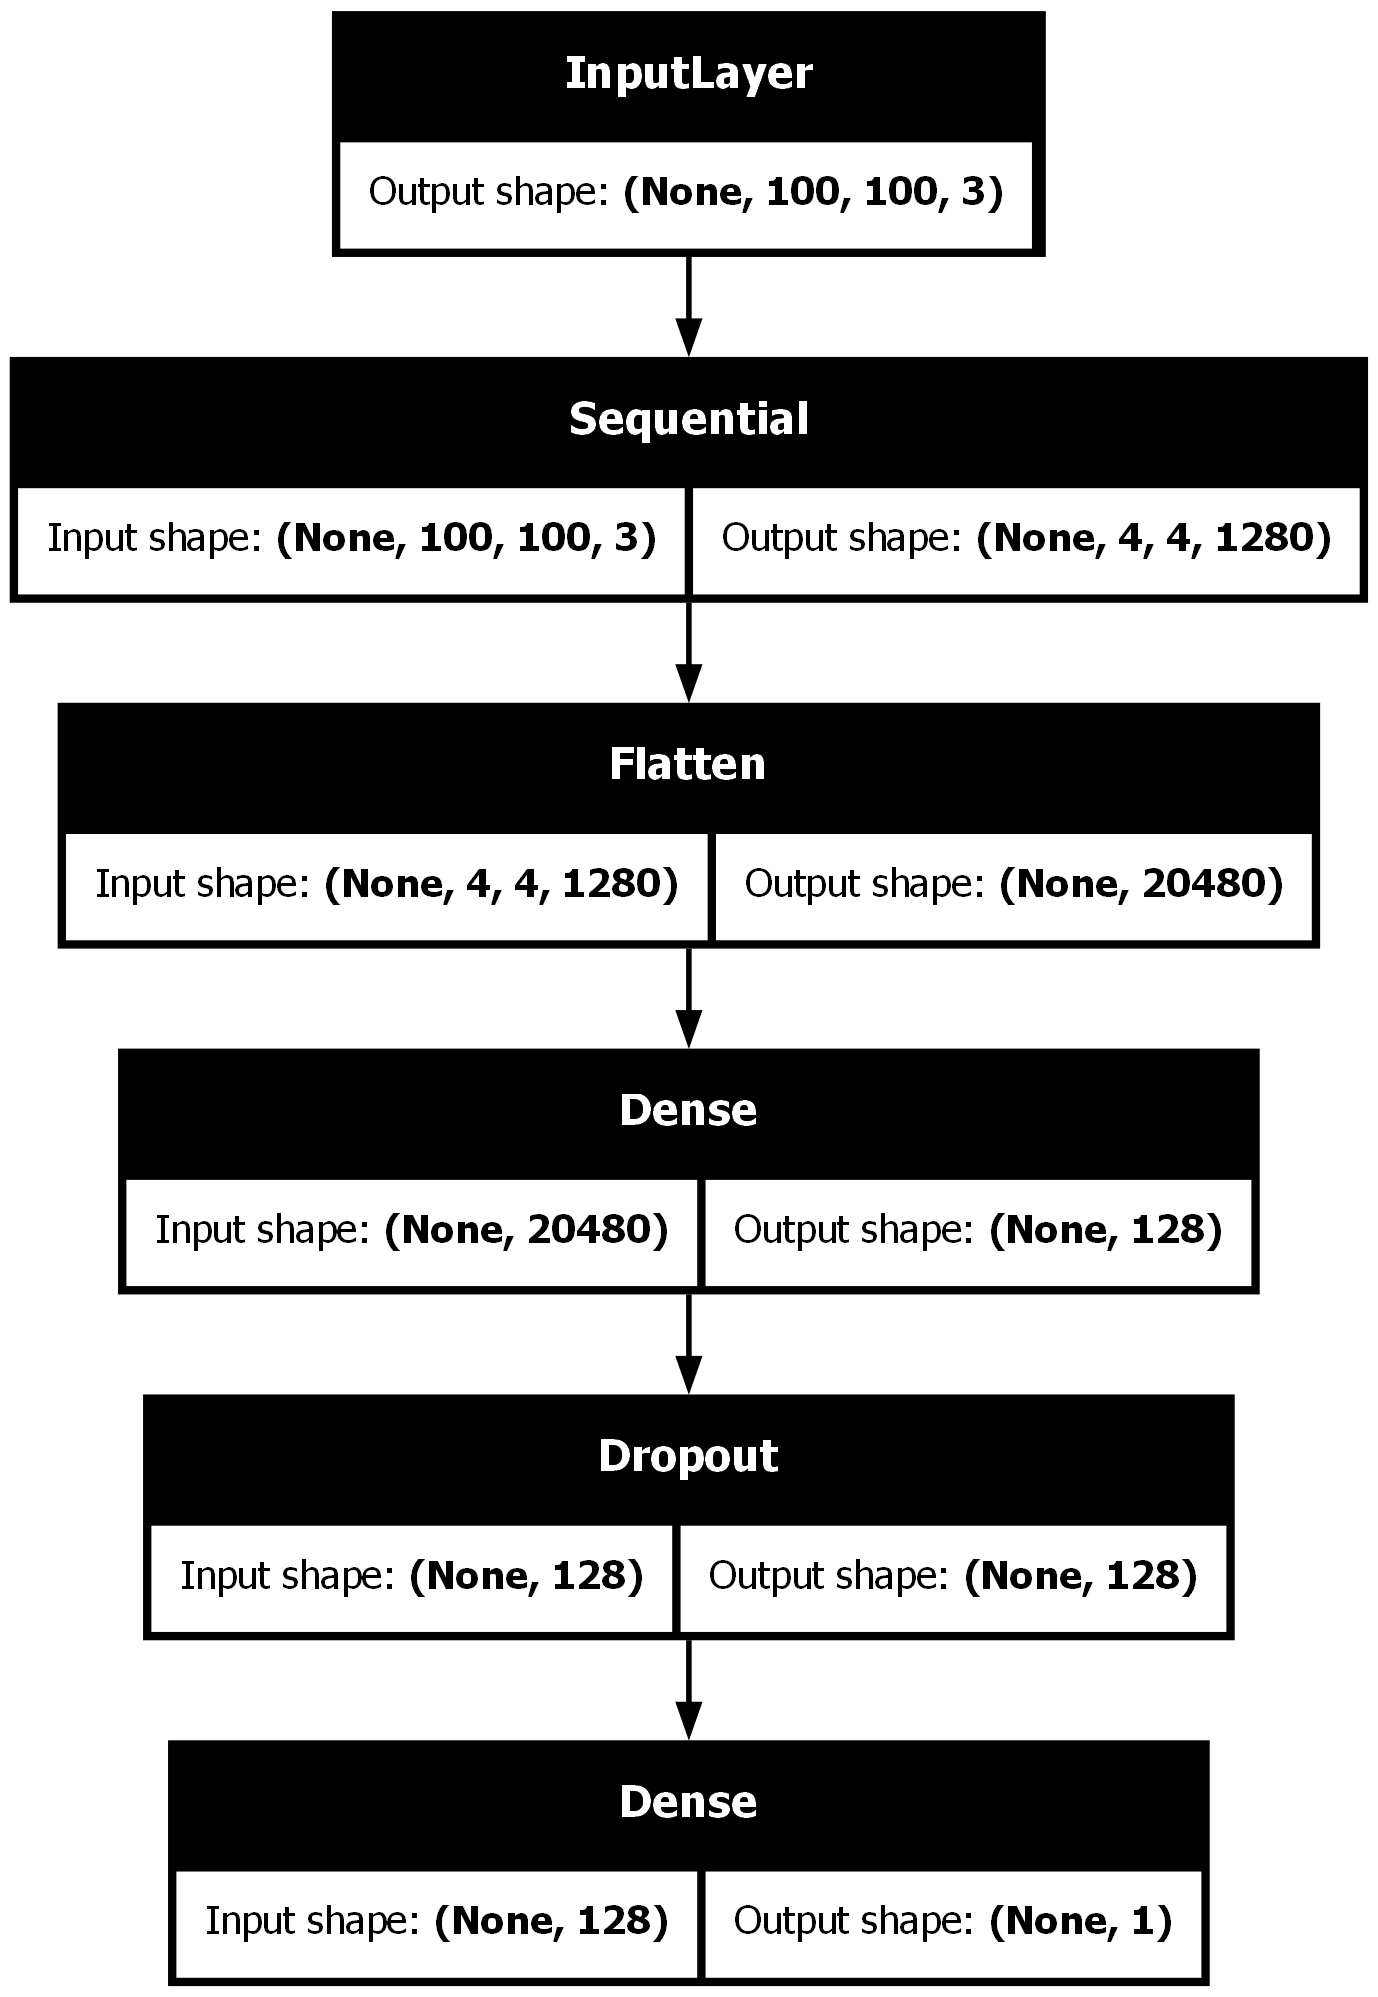 InputLayer
Output shape: (None, 100, 100, 3)
Sequential
Input shape: (None, 100, 100, 3) Output shape: (None, 4, 4, 1280)
Flatten
Input shape: (None, 4, 4, 1280) Output shape: (None, 20480)
Dense
Input shape: (None, 20480) Output shape: (None, 128)
Dropout
Input shape: (None, 128) Output shape: (None, 128)
Dense
Input shape: (None, 128) Output shape: (None, 1)